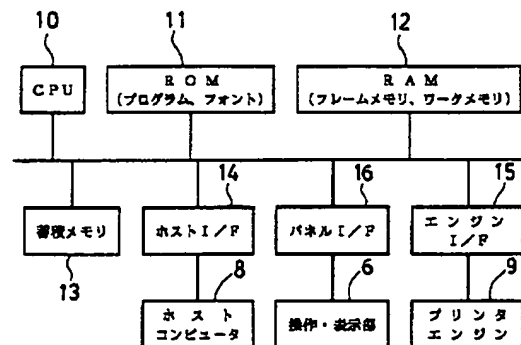 10
11
12
CPU
ROM
(プログラム、フォント)
RAM
(フレームメモリ、ワークメモリ)
14
16
15
蓄積メモリ
ホストI/F
パネルI/F
エンジン
I/F
13
8
6
9
ホスト
コンピュータ
操作・表示部
プリンタ
エンジン